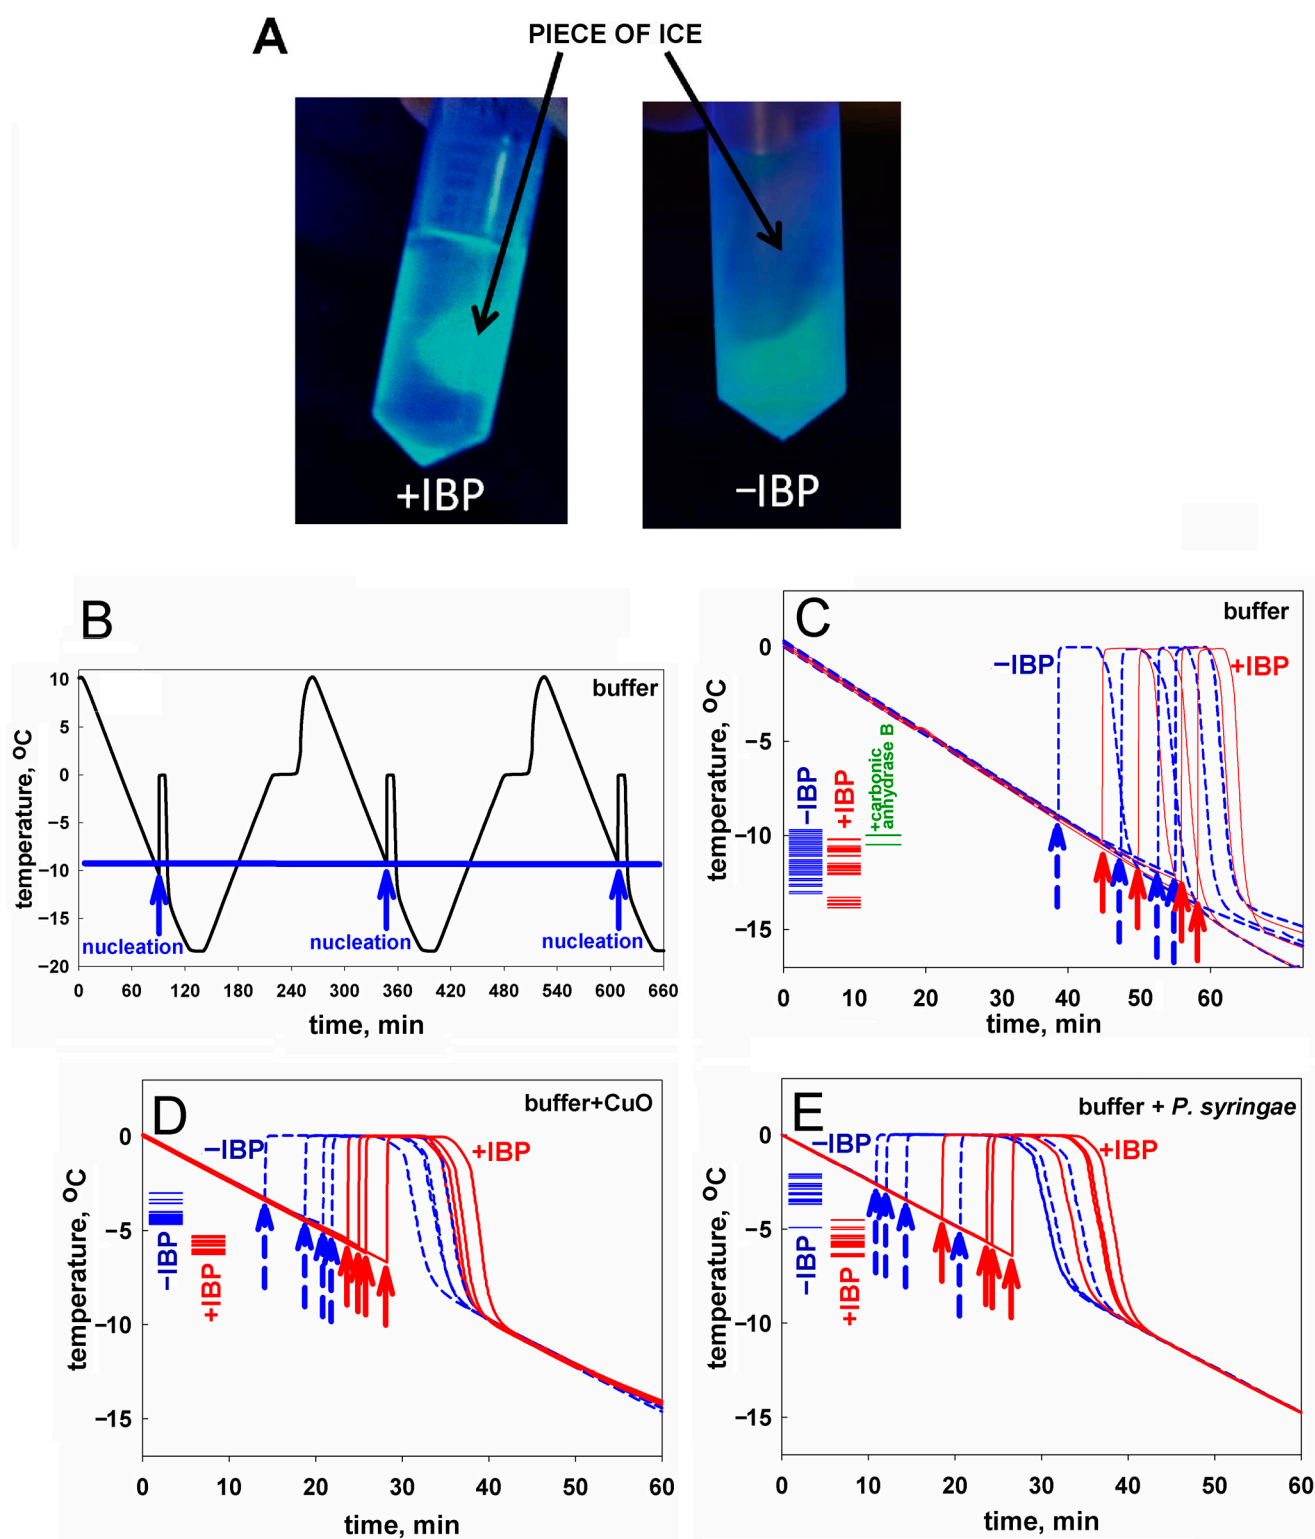 A
PIECE OF ICE
+IBP
−IBP
B
buffer
temperature, °C
10
5
0
−5
−10
−15
−20
nucleation
nucleation
nucleation
0 60 120 180 240 300 360 420 480 540 600 660
time, min
C
buffer
temperature, °C
0
−5
−10
−15
−IBP
+IBP
−IBP
+IBP
+carbonic
anhydrase B
0 10 20 30 40 50 60
time, min
D
buffer+CuO
temperature, °C
0
−5
−10
−15
−IBP
+IBP
−IBP
+IBP
0 10 20 30 40 50 60
time, min
E
buffer + P. syringae
temperature, °C
0
−5
−10
−15
−IBP
+IBP
−IBP
+IBP
0 10 20 30 40 50 60
time, min